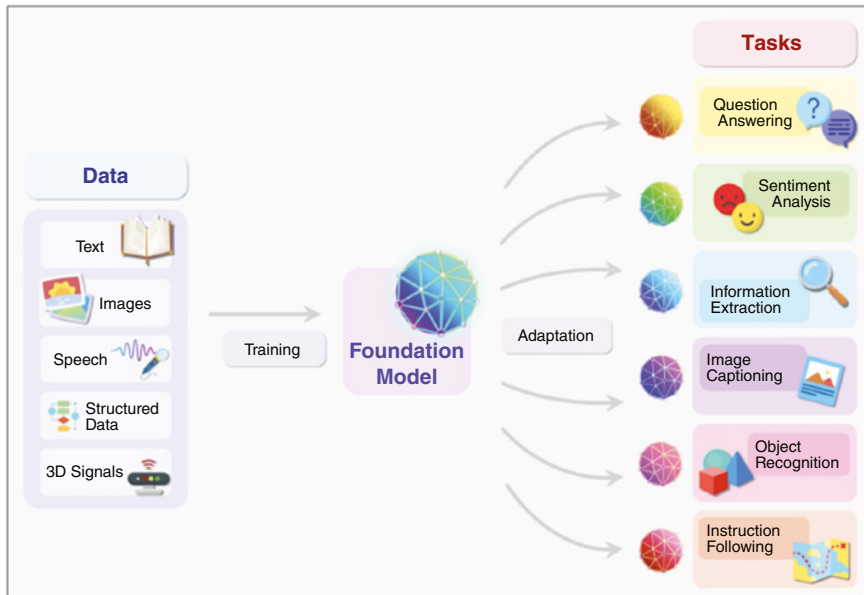 Data
Text
Images
Speech
Structured
Data
3D Signals
Training
Foundation
Model
Adaptation
Tasks
Question
Answering
?
Sentiment
Analysis
Information
Extraction
Image
Captioning
Object
Recognition
Instruction
Following